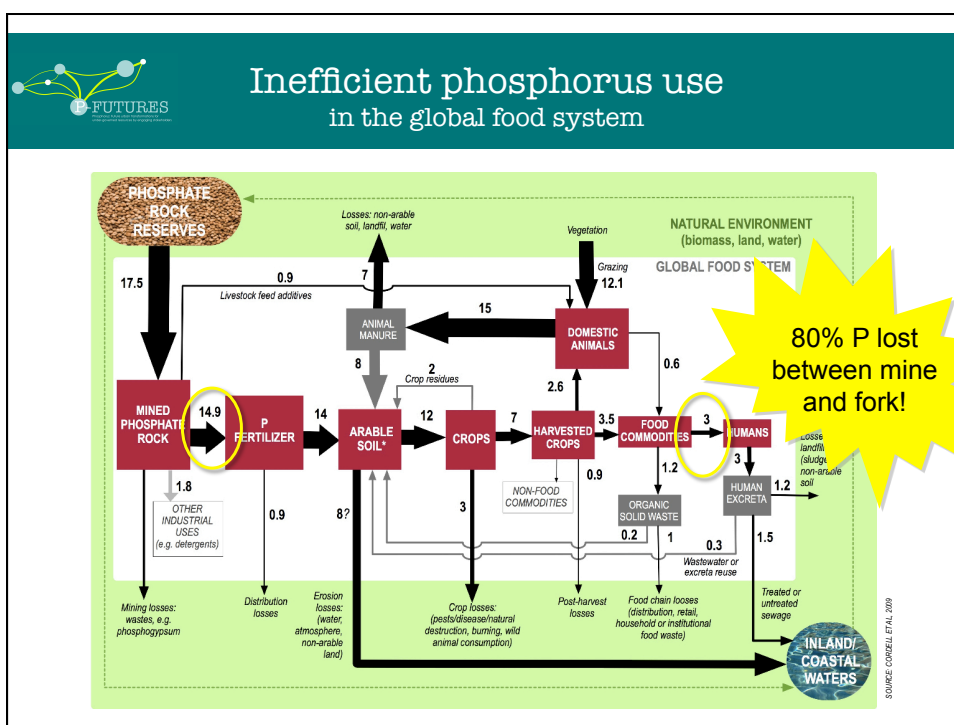 P-FUTURES
Inefficient phosphorus use
in the global food system
PHOSPHATE
ROCK
RESERVES
Losses: non-arable
soil, landfil, water
Vegetation
NATURAL ENVIRONMENT
(biomass, land, water)
GLOBAL FOOD SYSTEM
Grazing
17.5
0.9
Livestock feed additives
7
12.1
ANIMAL
MANURE
15
DOMESTIC
ANIMALS
80% P lost
between mine
and fork!
8
2
Crop residues
2.6
0.6
MINED
PHOSPHATE
ROCK
14.9
P
FERTILIZER
14
ARABLE
SOIL*
12
CROPS
7
HARVESTED
CROPS
3.5
FOOD
COMMODITIES
3
HUMANS
1.8
OTHER
INDUSTRIAL
USES
(e.g. detergents)
0.9
8?
3
NON-FOOD
COMMODITIES
0.9
1.2
ORGANIC
SOLID WASTE
0.2
1
3
HUMAN
EXCRETA
1.2
landfill
(sludge
non-arable
soil
0.3
1.5
Wastewater or
excreta reuse
Mining losses:
wastes, e.g.
phosphogypsum
Distribution
losses
Erosion
losses:
(water,
atmosphere,
non-arable
land)
Crop losses:
(pests/disease/natural
destruction, burning, wild
animal consumption)
Post-harvest
losses
Food chain looses
(distribution, retail,
household or institutional
food waste)
Treated or
untreated
sewage
INLAND/
COASTAL
WATERS
SOURCE: CORDELL ET AL, 2009